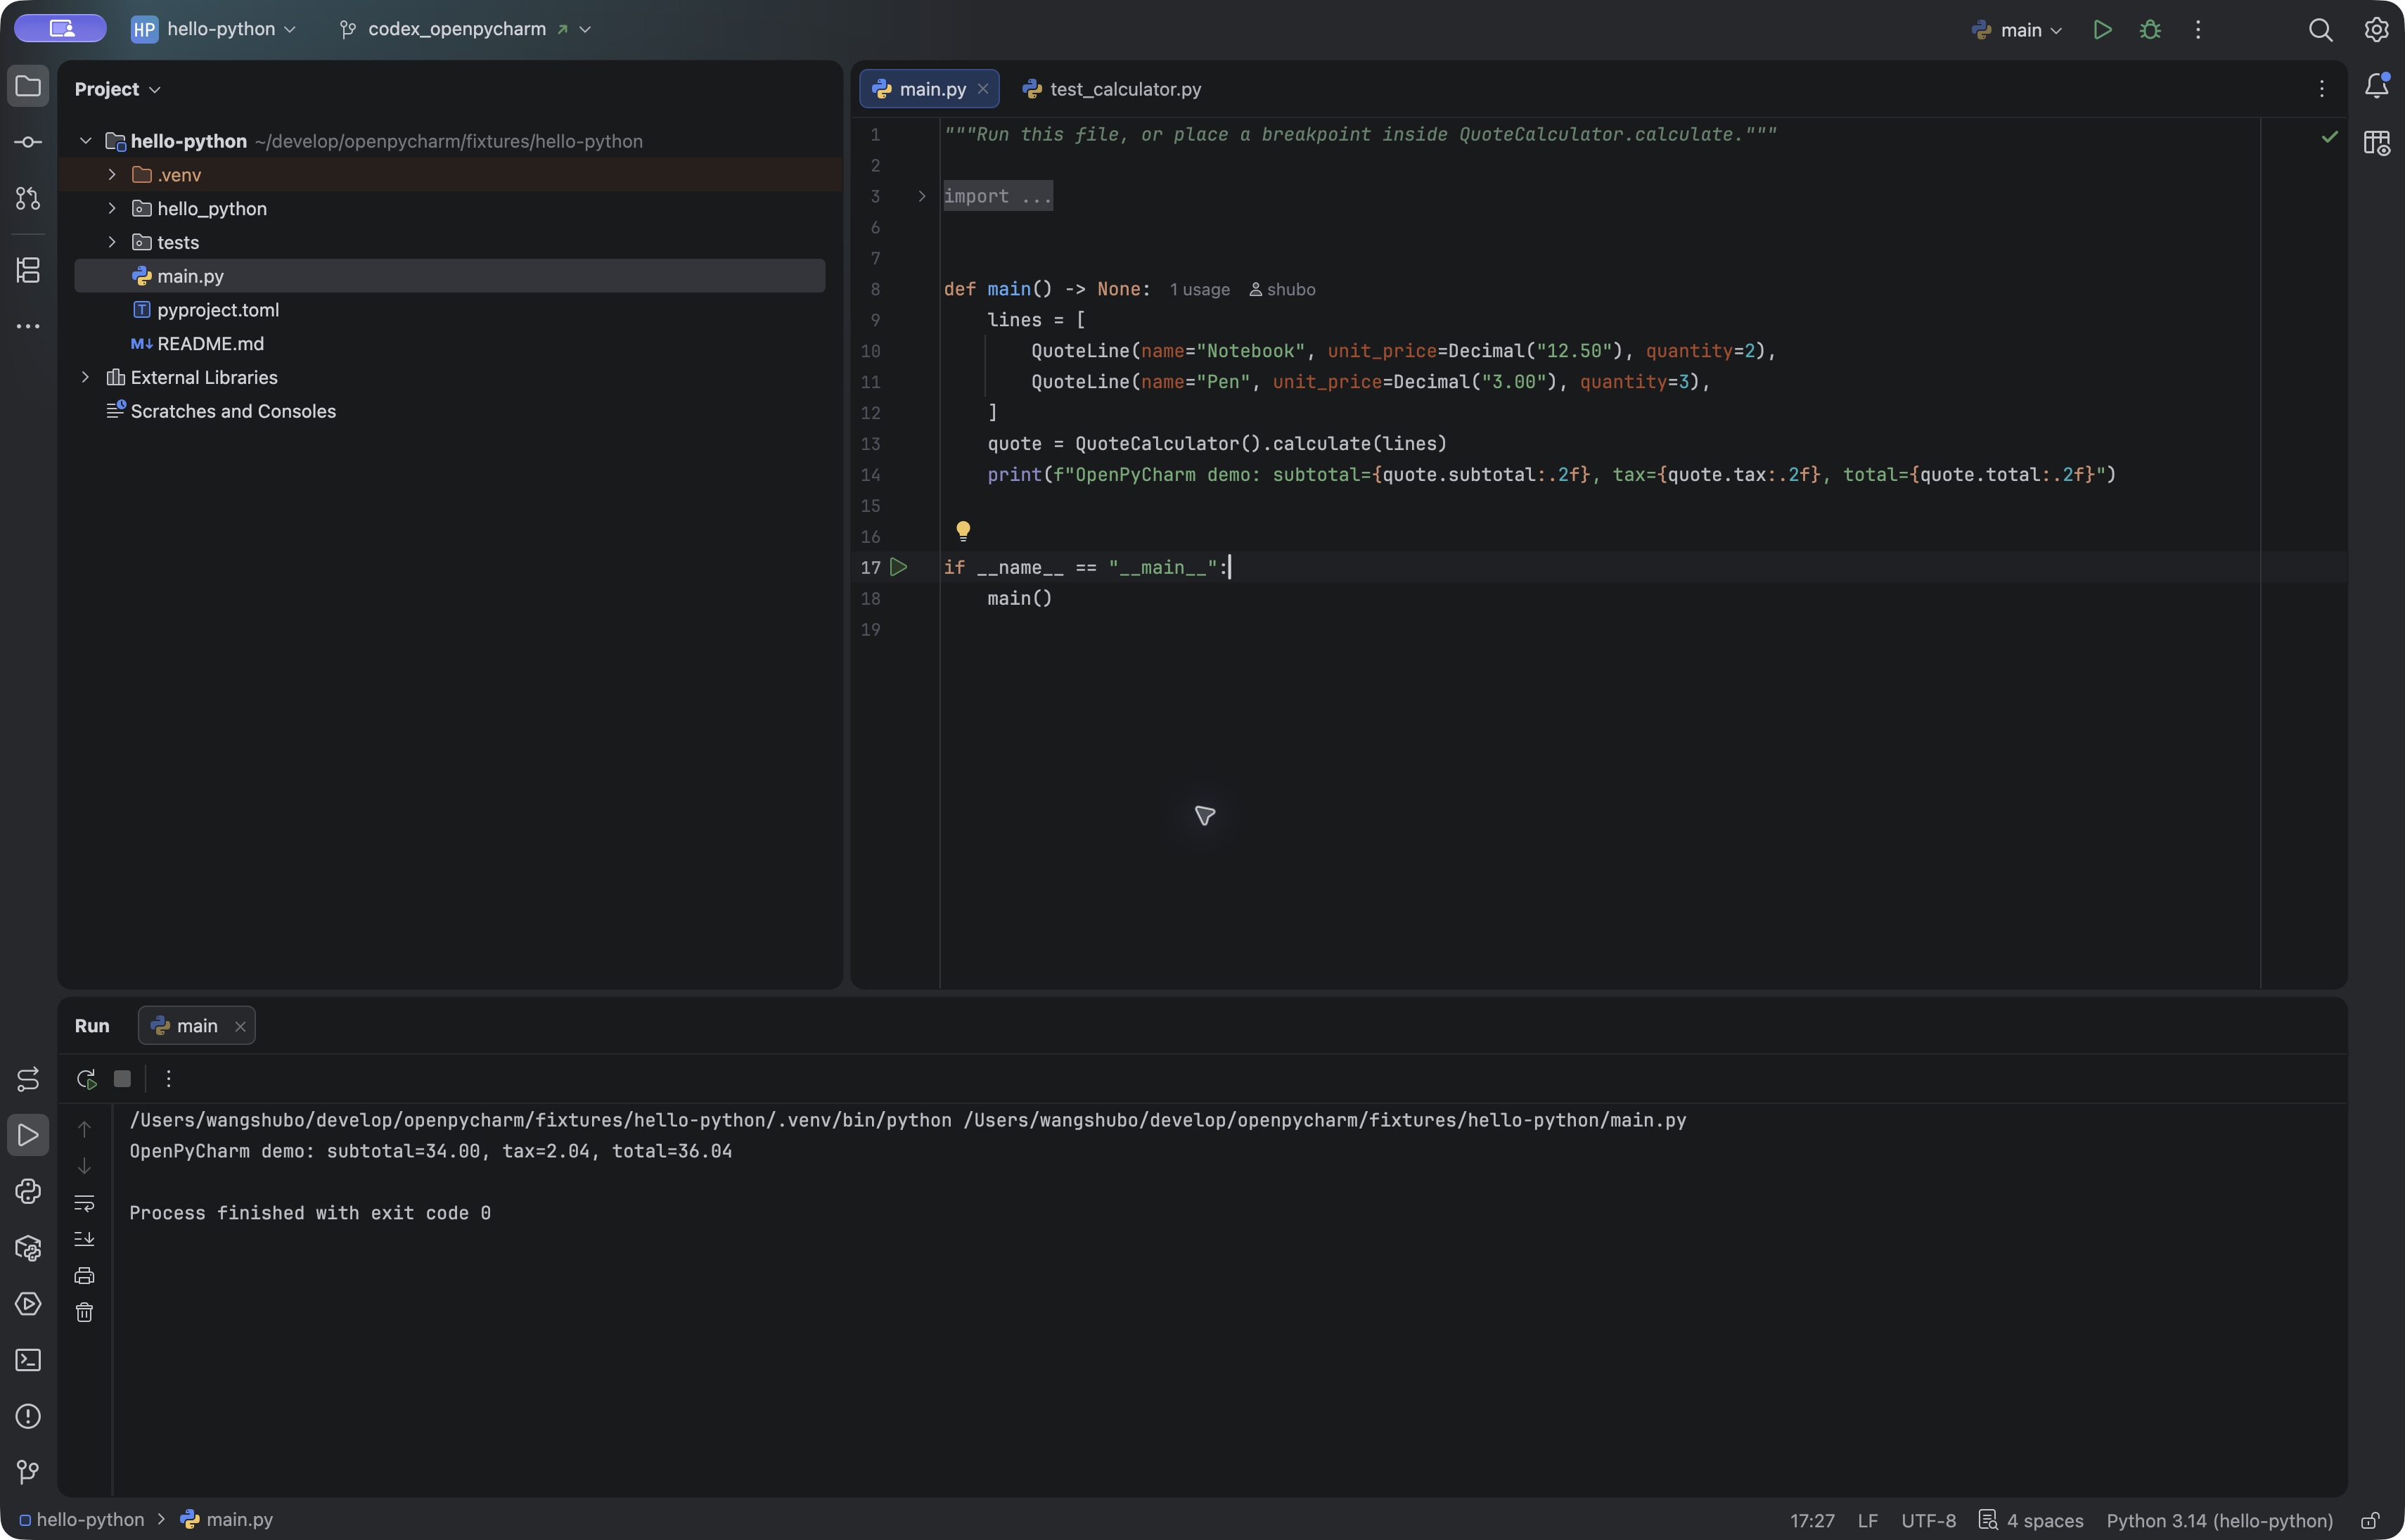 HP hello-python codex_openpycharm main
Project
hello-python ~/develop/openpycharm/fixtures/hello-python
.venv
hello_python
tests
main.py
pyproject.toml
README.md
External Libraries
Scratches and Consoles
main.py test_calculator.py
1 """Run this file, or place a breakpoint inside QuoteCalculator.calculate."""
2
3 import ...
6
7
8 def main() -> None: 1 usage shubo
9 lines = [
10 QuoteLine(name="Notebook", unit_price=Decimal("12.50"), quantity=2),
11 QuoteLine(name="Pen", unit_price=Decimal("3.00"), quantity=3),
12 ]
13 quote = QuoteCalculator().calculate(lines)
14 print(f"OpenPyCharm demo: subtotal={quote.subtotal:.2f}, tax={quote.tax:.2f}, total={quote.total:.2f}")
15
16
17 if __name__ == "__main__":
18 main()
19
Run main
/Users/wangshubo/develop/openpycharm/fixtures/hello-python/.venv/bin/python /Users/wangshubo/develop/openpycharm/fixtures/hello-python/main.py
OpenPyCharm demo: subtotal=34.00, tax=2.04, total=36.04
Process finished with exit code 0
hello-python > main.py 17:27 LF UTF-8 4 spaces Python 3.14 (hello-python)